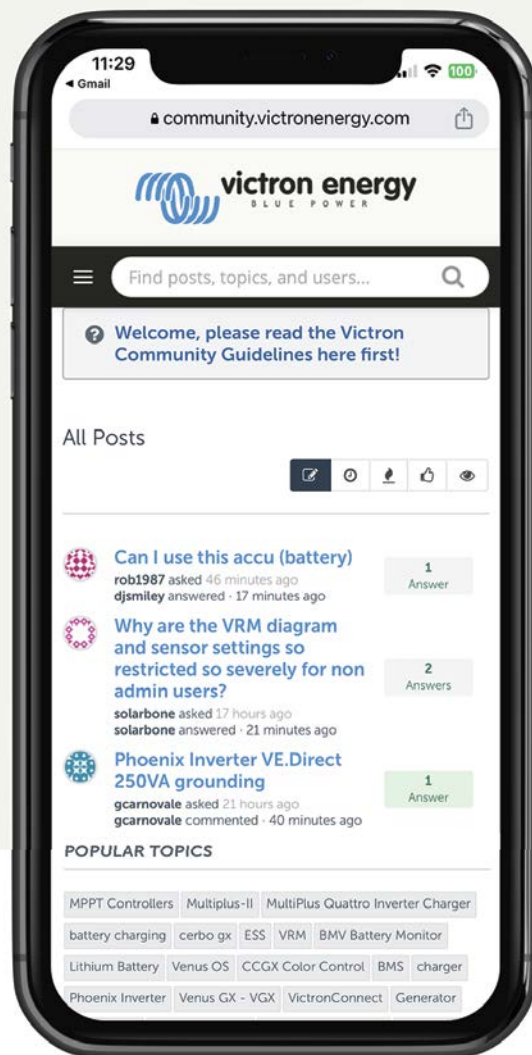 11:29
◀ Gmail
100
community.victronenergy.com
victron energy
BLUE POWER
Find posts, topics, and users...
Welcome, please read the Victron
Community Guidelines here first!
All Posts
Can I use this accu (battery)
rob1987 asked 46 minutes ago
djsmiley answered · 17 minutes ago
1
Answer
Why are the VRM diagram
and sensor settings so
restricted so severely for non
admin users?
solarbone asked 17 hours ago
solarbone answered · 21 minutes ago
2
Answers
Phoenix Inverter VE.Direct
250VA grounding
gcarnovale asked 21 hours ago
gcarnovale commented · 40 minutes ago
1
Answer
POPULAR TOPICS
MPPT Controllers Multiplus-II MultiPlus Quattro Inverter Charger
battery charging cerbo gx ESS VRM BMV Battery Monitor
Lithium Battery Venus OS CCGX Color Control BMS charger
Phoenix Inverter Venus GX - VGX VictronConnect Generator